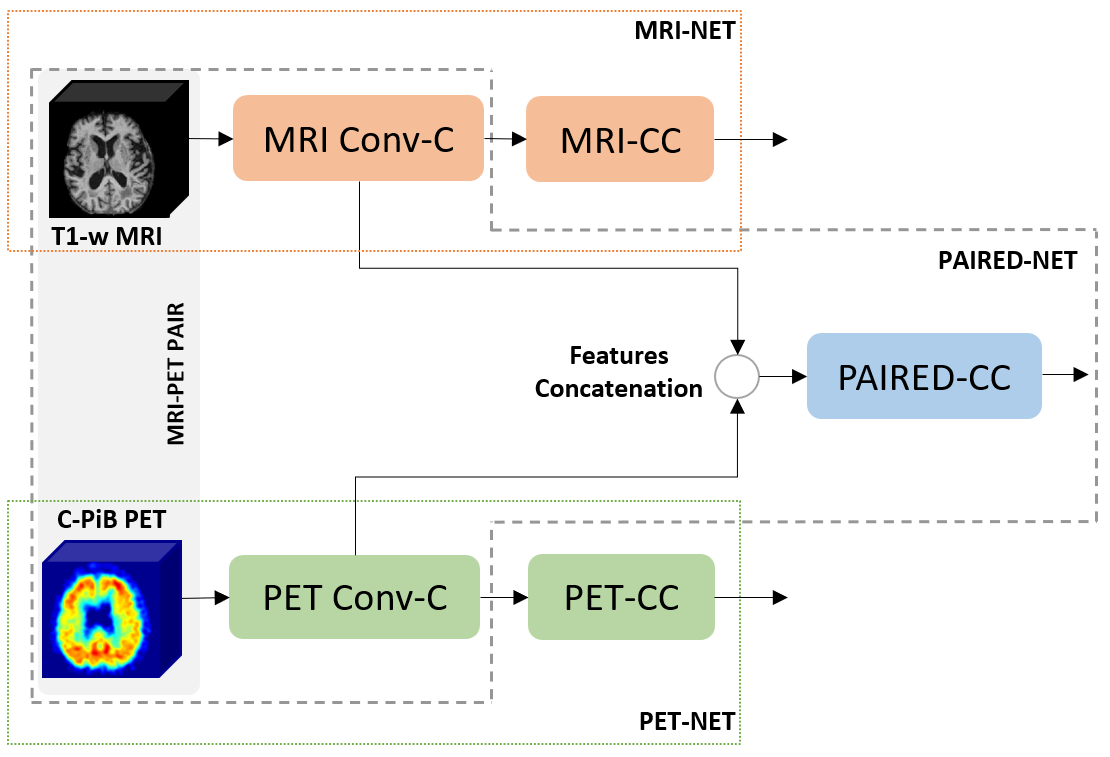 MRI-NET
MRI Conv-C
MRI-CC
T1-w MRI
PAIRED-NET
MRI-PET PAIR
Features
Concatenation
PAIRED-CC
C-PiB PET
PET Conv-C
PET-CC
PET-NET